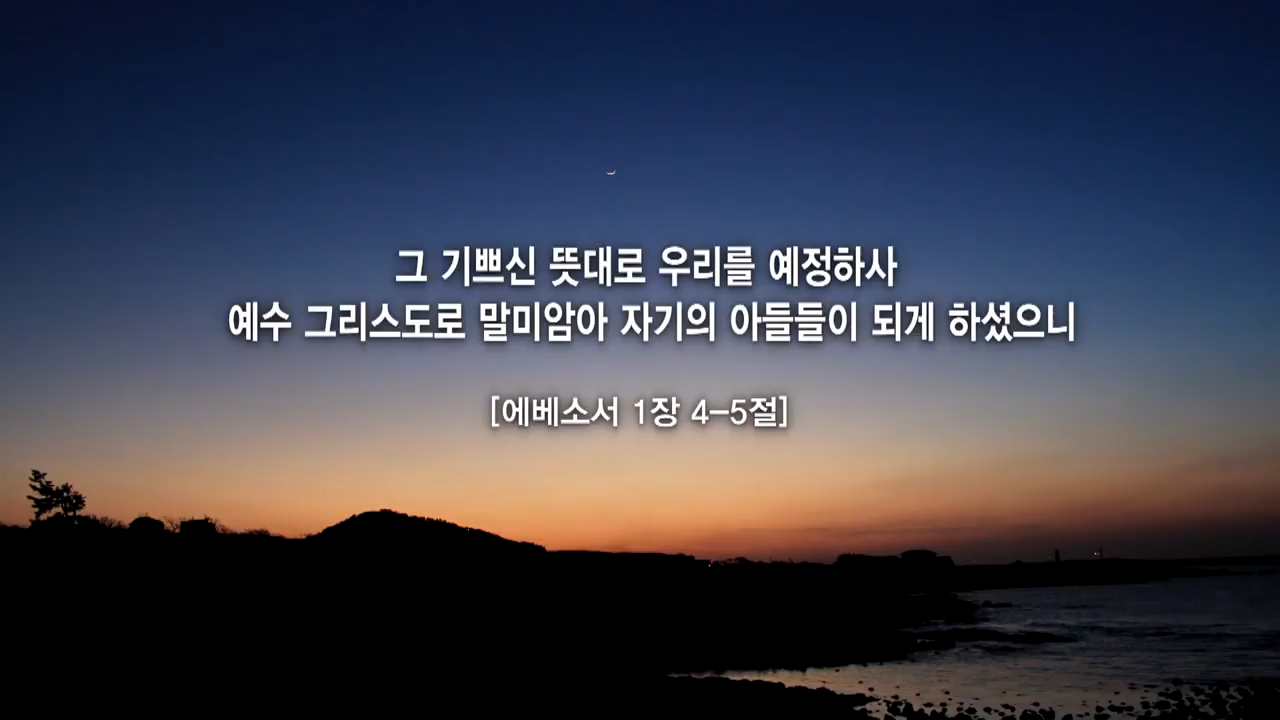 그 기쁘신 뜻대로 우리를 예정하사
예수 그리스도로 말미암아 자기의 아들들이 되게 하셨으니
[에베소서 1장 4-5절]